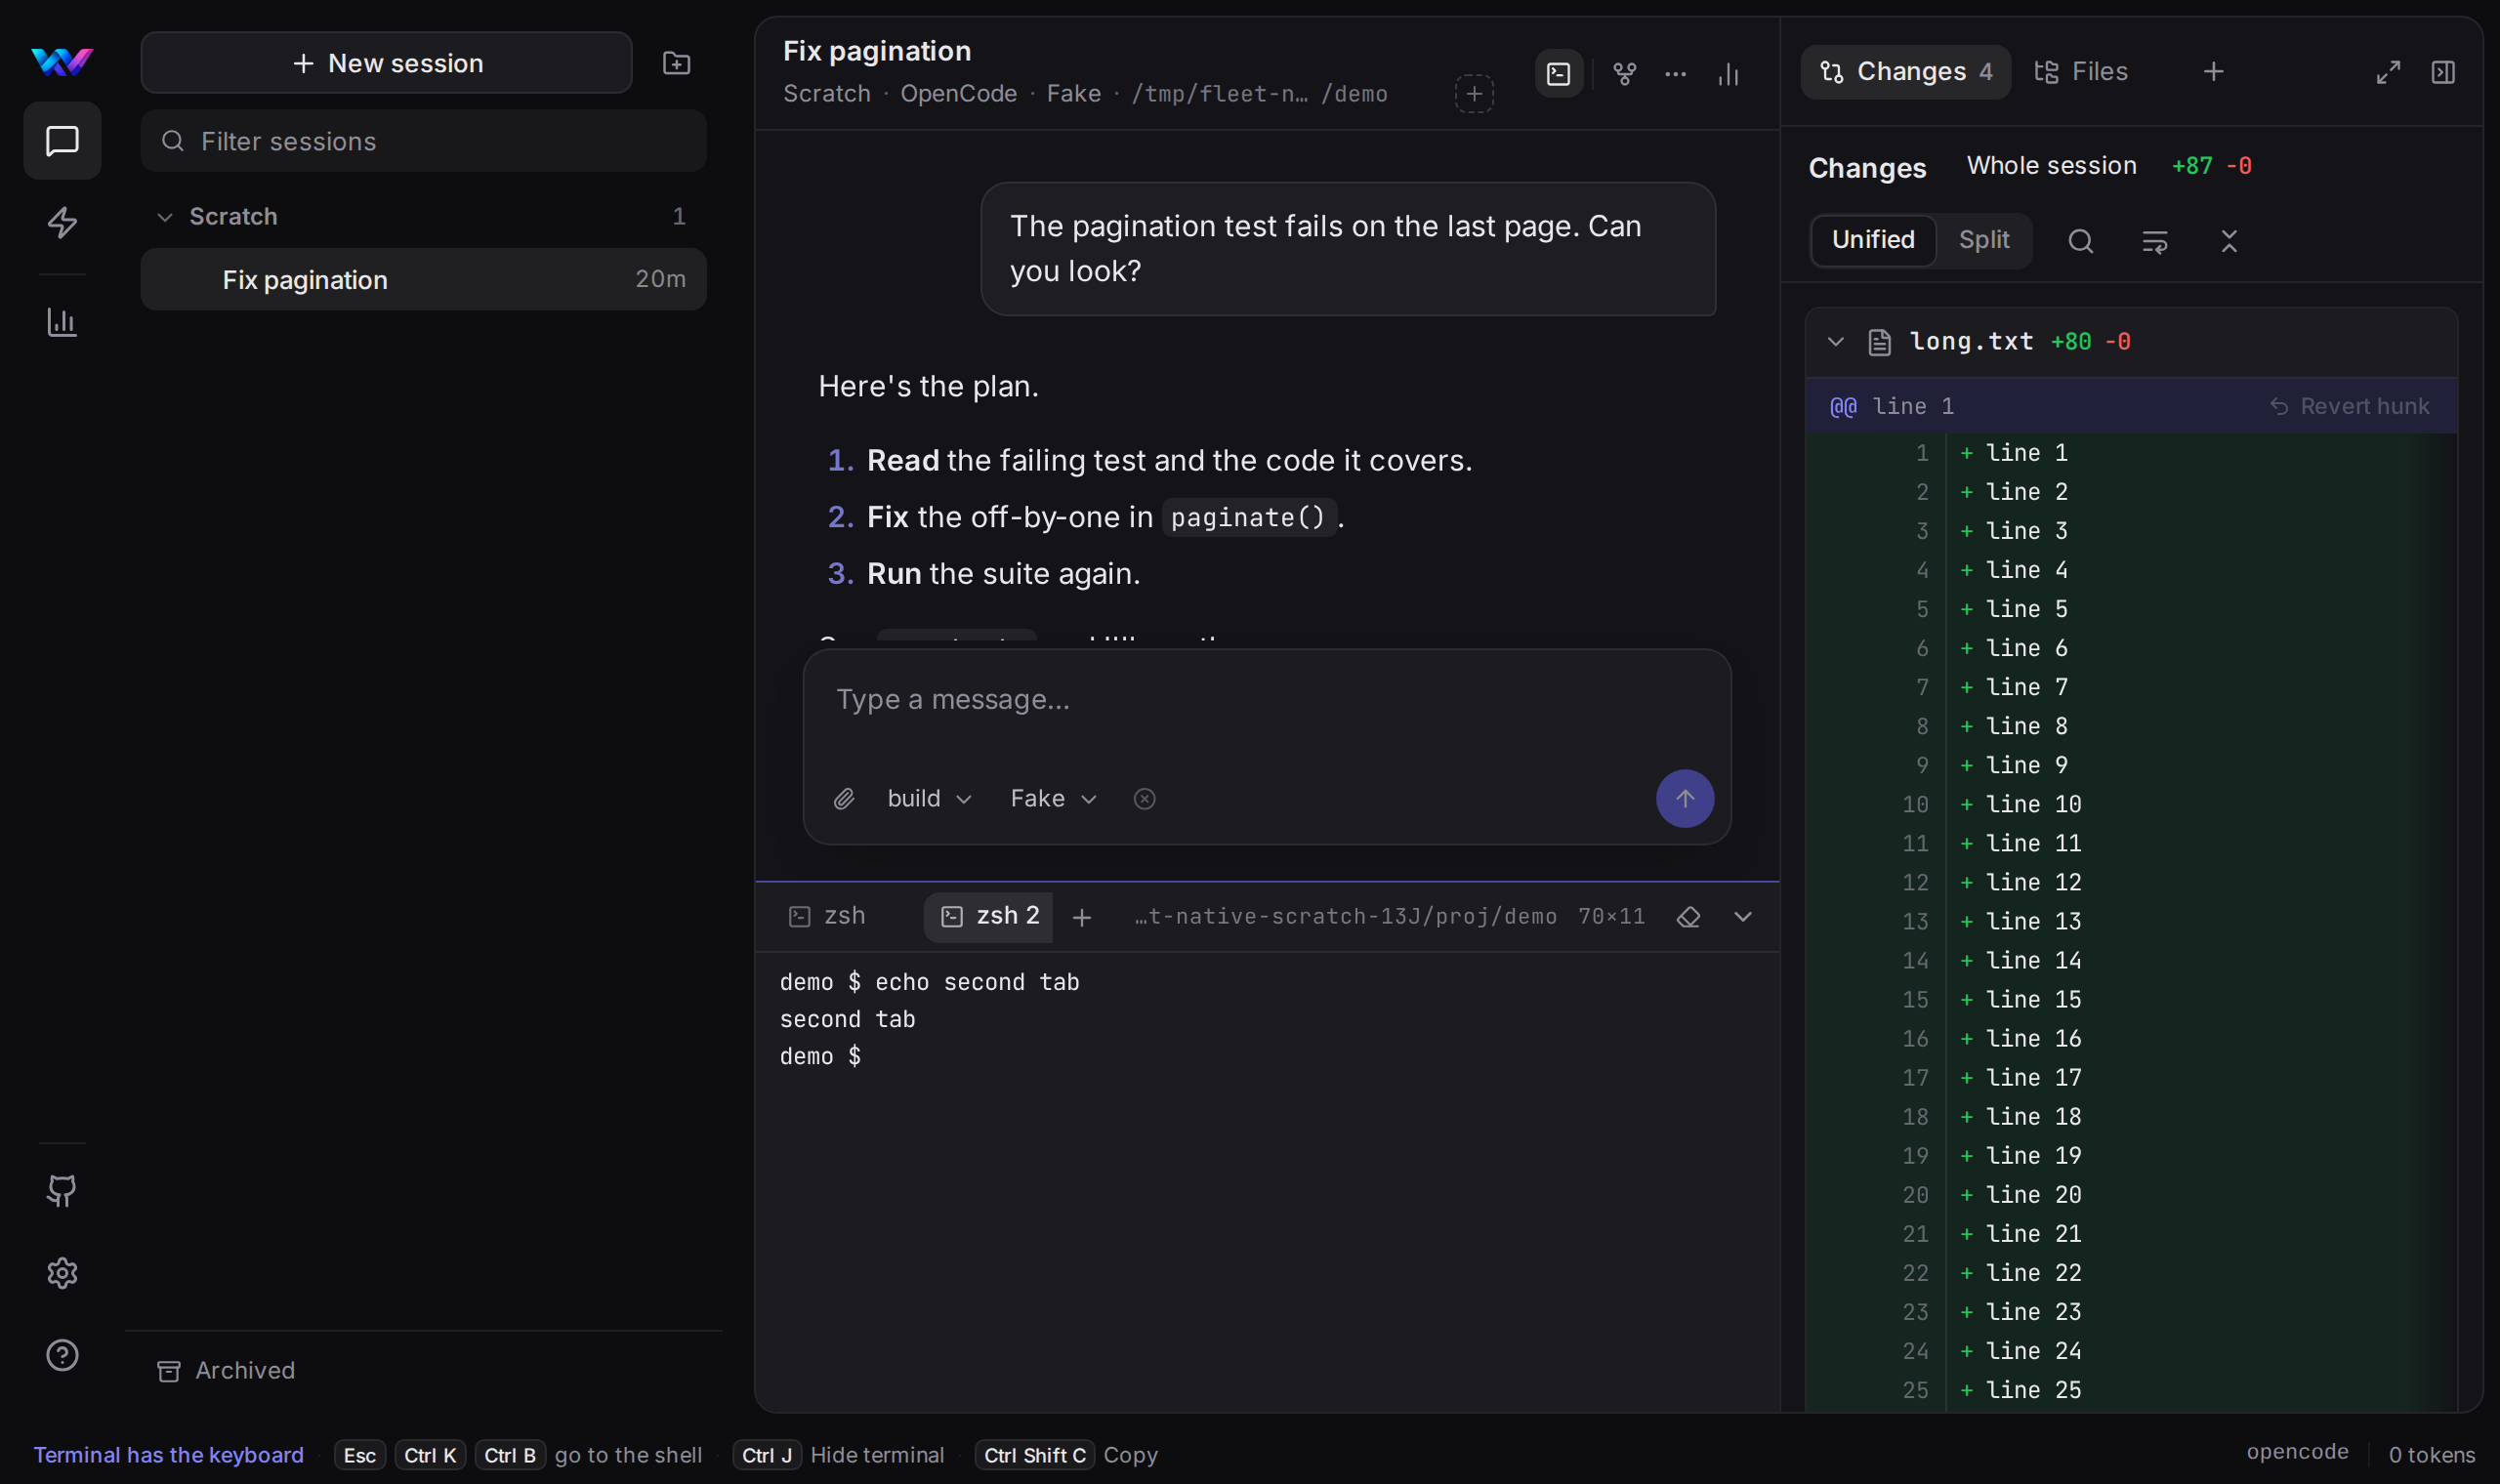 New session
Filter sessions
Scratch 1
Fix pagination 20m
Archived
Fix pagination
Scratch · OpenCode · Fake · /tmp/fleet-n… /demo
The pagination test fails on the last page. Can
you look?
Here's the plan.
1. Read the failing test and the code it covers.
2. Fix the off-by-one in paginate().
3. Run the suite again.
Type a message...
build
Fake
zsh
zsh 2
…t-native-scratch-13J/proj/demo 70×11
demo $ echo second tab
second tab
demo $
Changes 4
Files
Changes Whole session +87 -0
Unified Split
long.txt +80 -0
@@ line 1 Revert hunk
1 + line 1
2 + line 2
3 + line 3
4 + line 4
5 + line 5
6 + line 6
7 + line 7
8 + line 8
9 + line 9
10 + line 10
11 + line 11
12 + line 12
13 + line 13
14 + line 14
15 + line 15
16 + line 16
17 + line 17
18 + line 18
19 + line 19
20 + line 20
21 + line 21
22 + line 22
23 + line 23
24 + line 24
25 + line 25
Terminal has the keyboard · Esc Ctrl K Ctrl B go to the shell · Ctrl J Hide terminal · Ctrl Shift C Copy
opencode 0 tokens